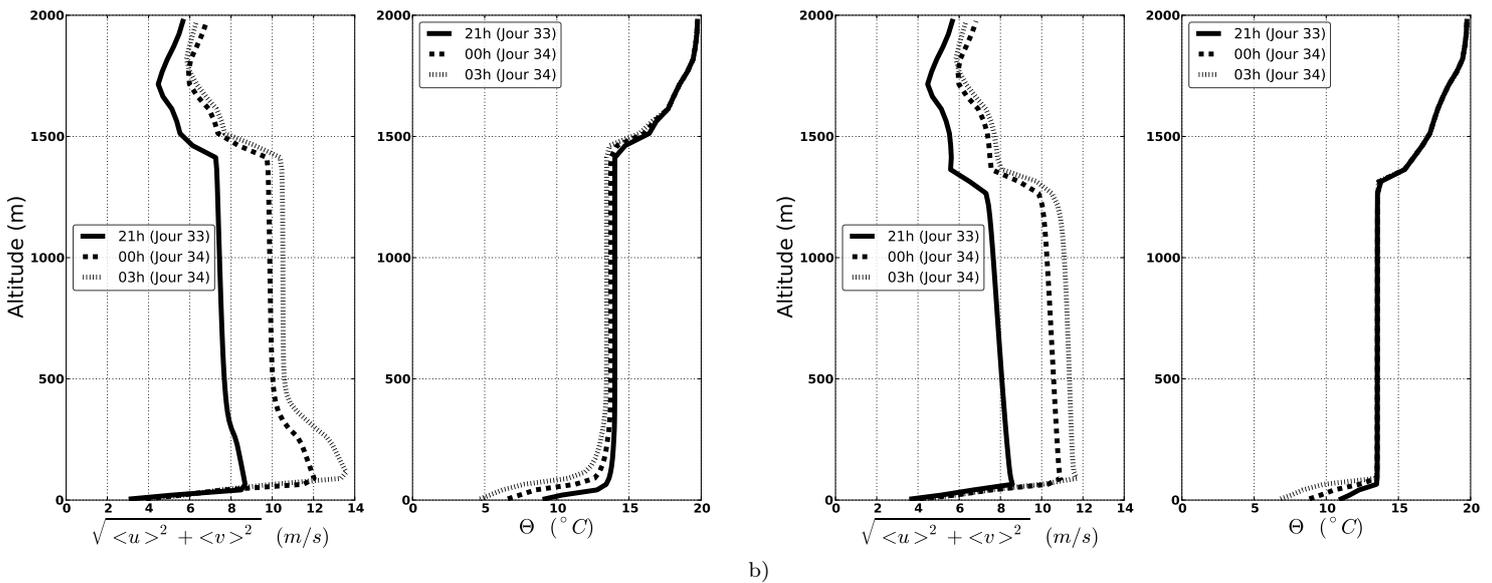 2000
1500
1000
500
0
Altitude (m)
21h (Jour 33)
00h (Jour 34)
03h (Jour 34)
0 2 4 6 8 10 12 14
√<u>² + <v>² (m/s)
2000
1500
1000
500
0
21h (Jour 33)
00h (Jour 34)
03h (Jour 34)
0 5 10 15 20
Θ (°C)
2000
1500
1000
500
0
Altitude (m)
21h (Jour 33)
00h (Jour 34)
03h (Jour 34)
0 2 4 6 8 10 12 14
√<u>² + <v>² (m/s)
2000
1500
1000
500
0
21h (Jour 33)
00h (Jour 34)
03h (Jour 34)
0 5 10 15 20
Θ (°C)
b)